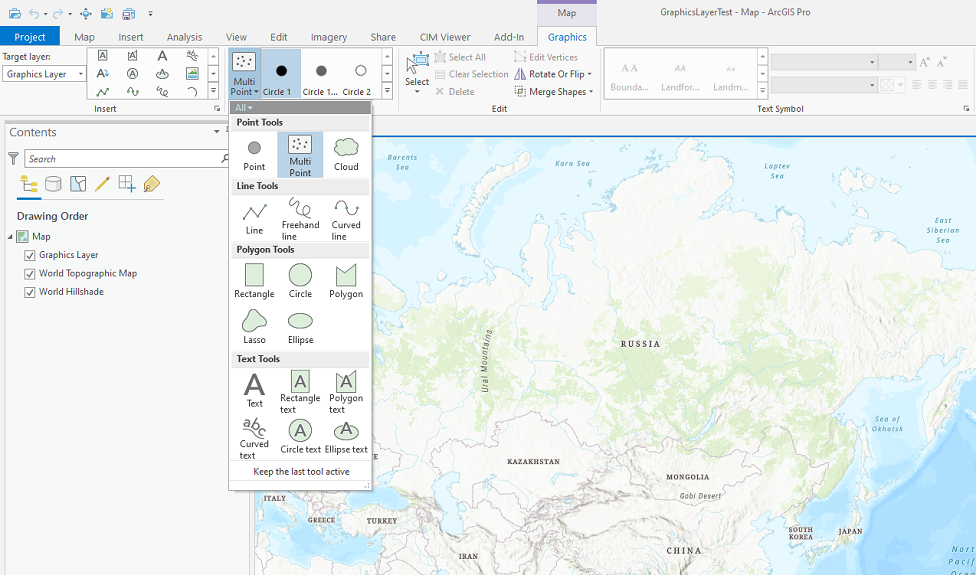 Map
GraphicsLayerTest - Map - ArcGIS Pro
Project Map Insert Analysis View Edit Imagery Share CIM Viewer Add-In Graphics
Target layer:
Graphics Layer
Insert
Multi
Point
Circle 1
Circle 1...
Circle 2
Select
Select All
Clear Selection
Delete
Edit Vertices
Rotate Or Flip
Merge Shapes
Edit
Bounda...
Landfor...
Landm...
Text Symbol
Contents
Search
Drawing Order
Map
Graphics Layer
World Topographic Map
World Hillshade
All
Point Tools
Point
Multi
Point
Cloud
Line Tools
Line
Freehand
line
Curved
line
Polygon Tools
Rectangle
Circle
Polygon
Lasso
Ellipse
Text Tools
Text
Rectangle
text
Polygon
text
Curved
text
Circle text
Ellipse text
Keep the last tool active
Barents
Sea
Kara Sea
Laptev
Sea
East
Siberian
Sea
RUSSIA
Ural Mountains
Sea of
Okhotsk
KAZAKHSTAN
MONGOLIA
Gobi Desert
ITALY
GREECE
TURKEY
IRAN
CHINA
SOUTH
KOREA
JAPAN